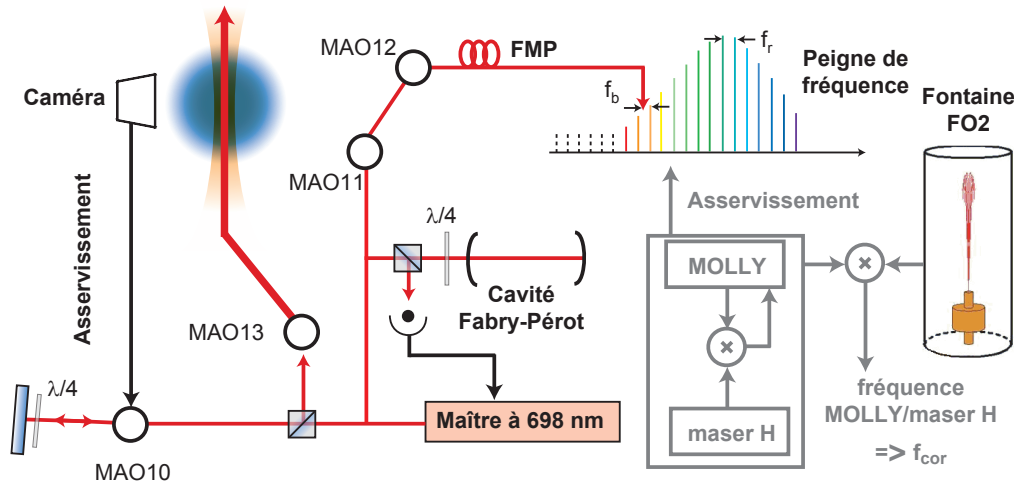 MAO12
FMP
f_r
Peigne de
fréquence
Caméra
f_b
Fontaine
FO2
MAO11
Asservissement
λ/4
Asservissement
MOLLY
×
Cavité
Fabry-Pérot
MAO13
×
λ/4
Maître à 698 nm
maser H
fréquence
MOLLY/maser H
=> f_cor
MAO10